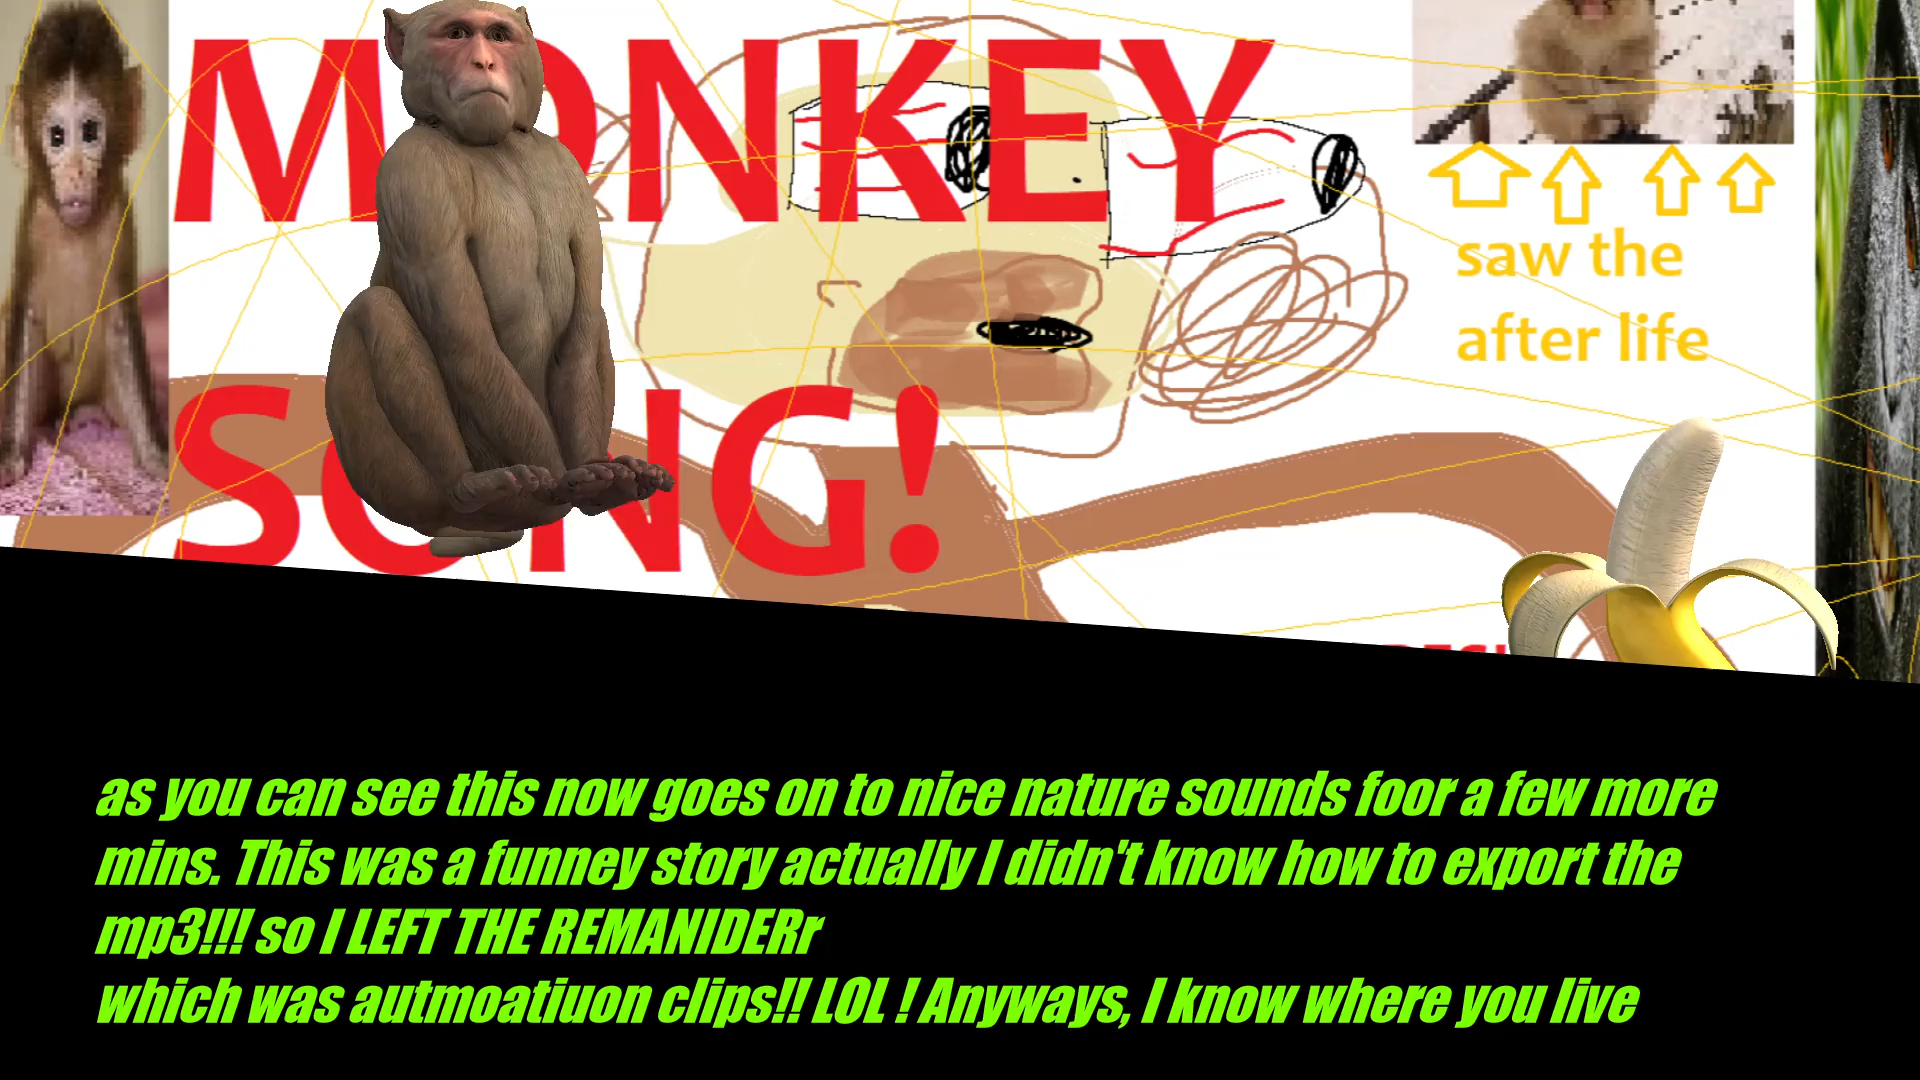 MONKEY
SONG!
saw the
after life
as you can see this now goes on to nice nature sounds foor a few more
mins. This was a funney story actually I didn't know how to export the
mp3!!! so I LEFT THE REMANIDERr
which was autmoatiuon clips!! LOL ! Anyways, I know where you live